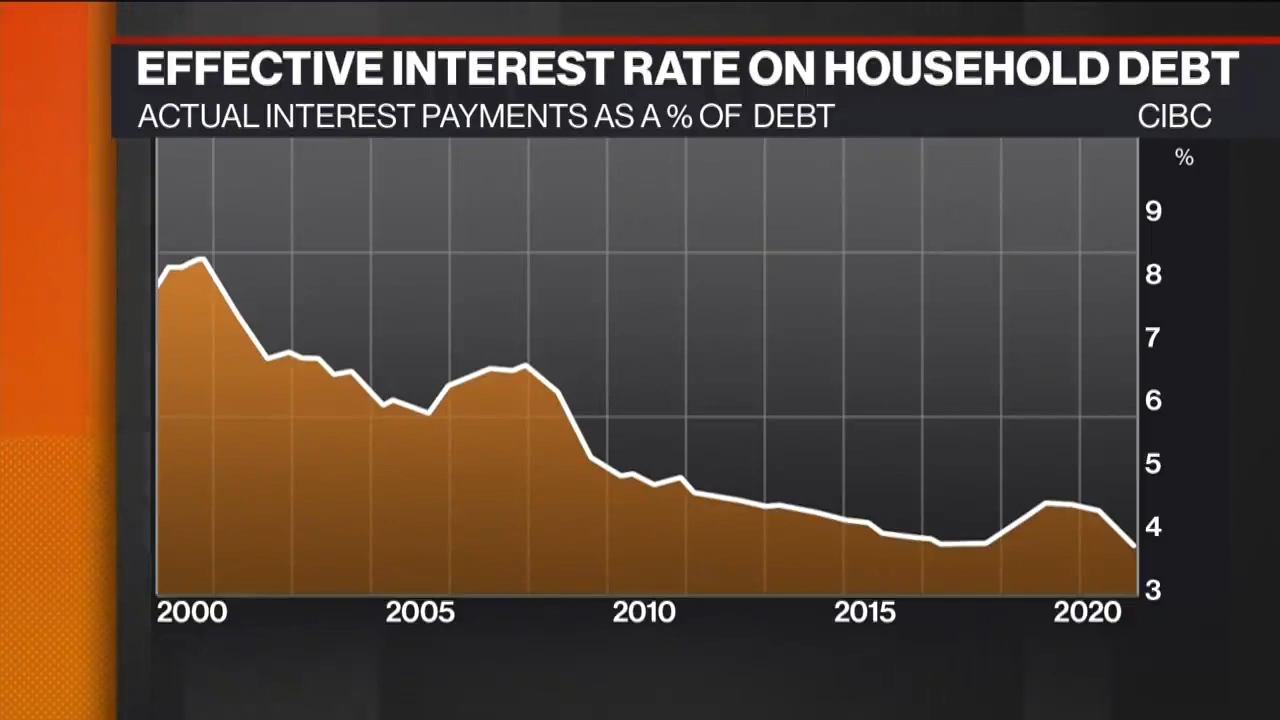 EFFECTIVE INTEREST RATE ON HOUSEHOLD DEBT
ACTUAL INTEREST PAYMENTS AS A % OF DEBT CIBC
%
9
8
7
6
5
4
3
2000 2005 2010 2015 2020